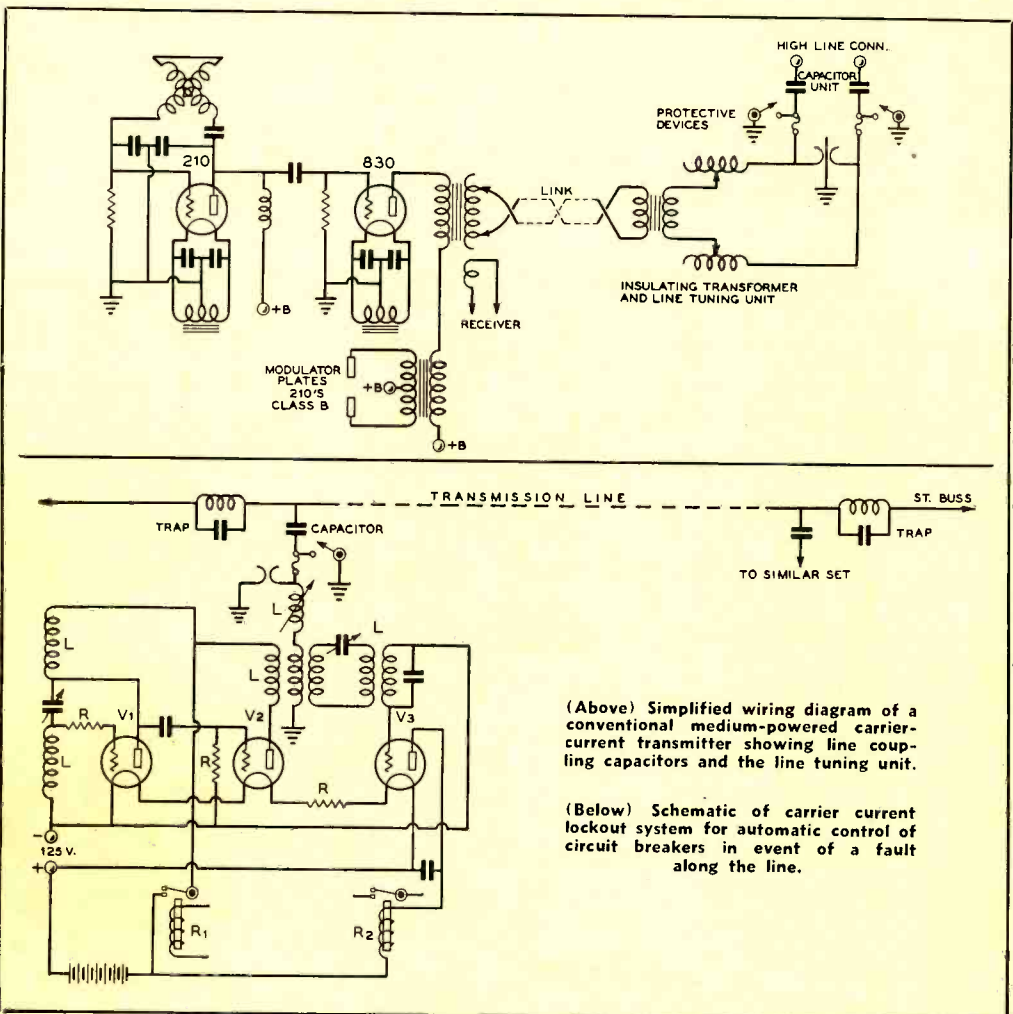 HIGH LINE CONN.
CAPACITOR
UNIT
PROTECTIVE
DEVICES
210
830
LINK
INSULATING TRANSFORMER
AND LINE TUNING UNIT
+B
RECEIVER
MODULATOR
PLATES
210'S
CLASS B
+B
+B
TRANSMISSION LINE
ST. BUSS
TRAP
CAPACITOR
TRAP
TO SIMILAR SET
L
L
L
L
R
V1
V2
V3
L
R
R
-
125 V.
+
R1
R2
(Above) Simplified wiring diagram of a
conventional medium-powered carrier-
current transmitter showing line coup-
ling capacitors and the line tuning unit.
(Below) Schematic of carrier current
lockout system for automatic control of
circuit breakers in event of a fault
along the line.